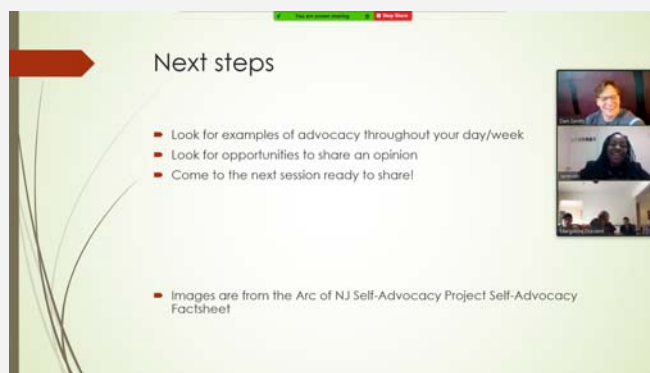 You are screen sharing Stop Share
Next steps
Look for examples of advocacy throughout your day/week
Look for opportunities to share an opinion
Come to the next session ready to share!
Images are from the Arc of NJ Self-Advocacy Project Self-Advocacy
Factsheet